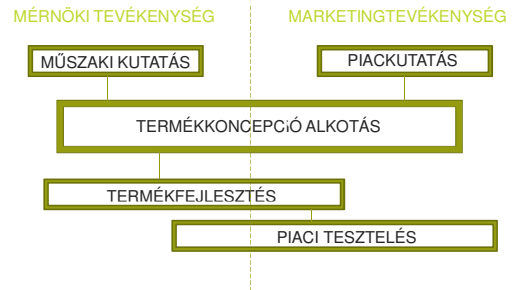 MÉRNÖKI TEVÉKENYSÉG
MARKETINGTEVÉKENYSÉG
MŰSZAKI KUTATÁS
PIACKUTATÁS
TERMÉKKONCEPCIÓ ALKOTÁS
TERMÉKFEJLESZTÉS
PIACI TESZTELÉS